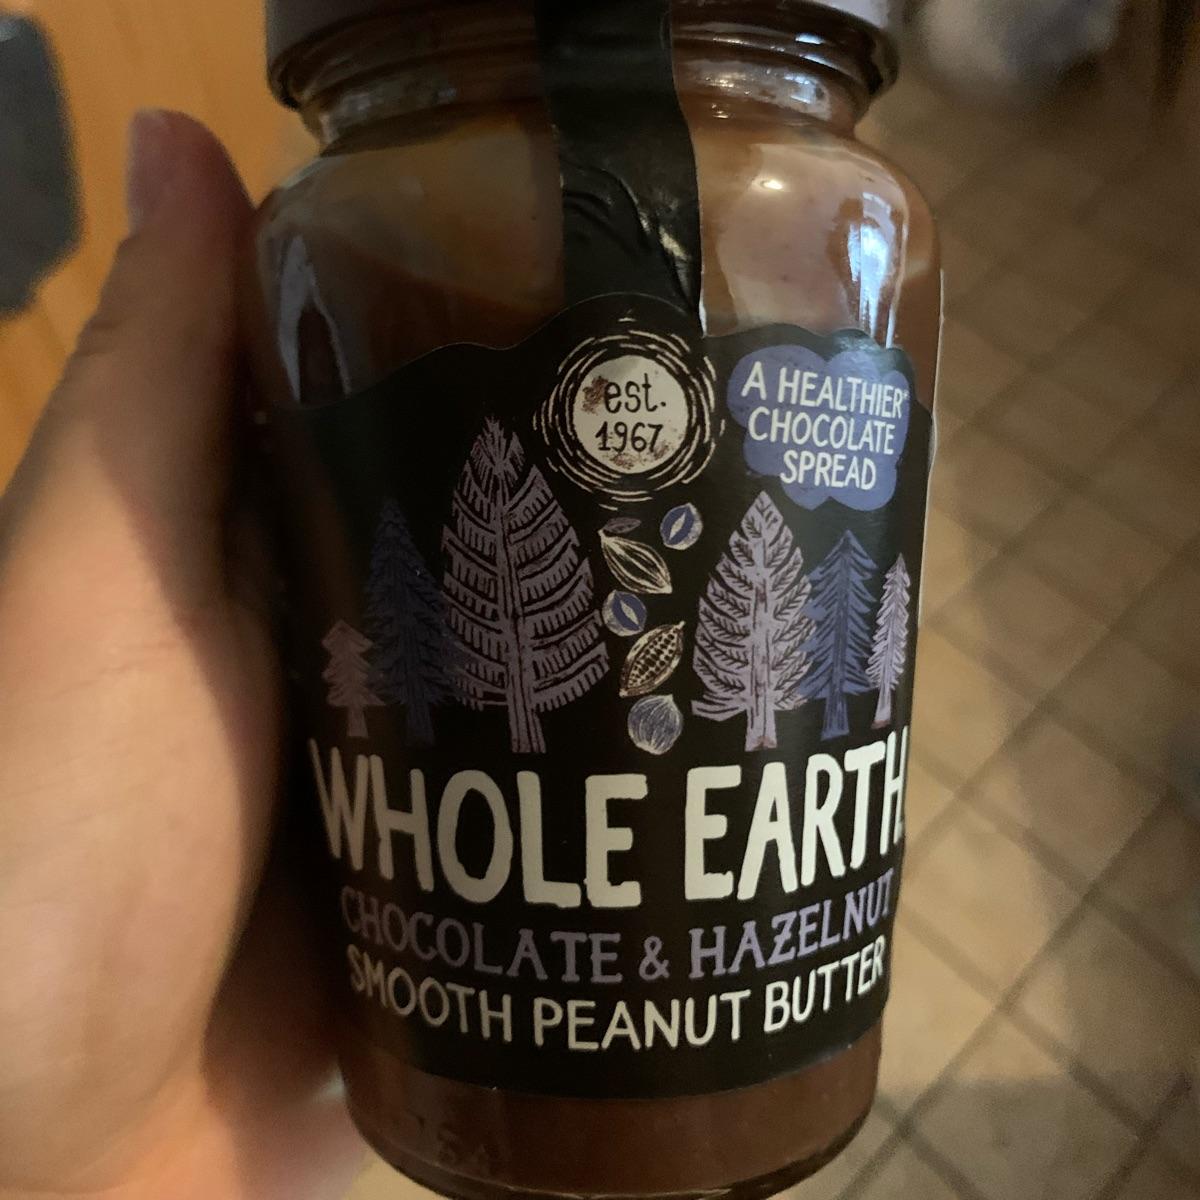 est.
1967
A HEALTHIER*
CHOCOLATE
SPREAD
WHOLE EARTH
CHOCOLATE & HAZELNUT
SMOOTH PEANUT BUTTER